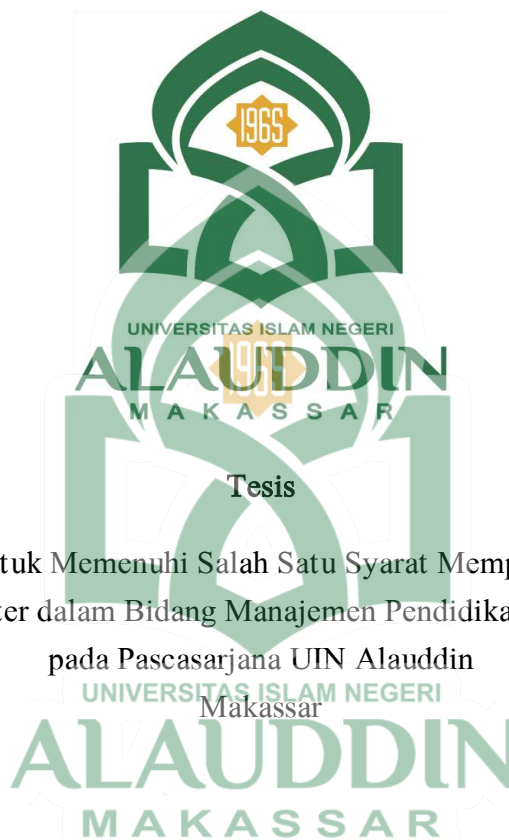 1965
UNIVERSITAS ISLAM NEGERI
ALAUDDIN
1965
MAKASSAR
Tesis
tuk Memenuhi Salah Satu Syarat Memp
ter dalam Bidang Manajemen Pendidika
pada Pascasarjana UIN Alauddin
UNIVERSITAS ISLAM NEGERI
Makassar
ALAUDDIN
MAKASSAR